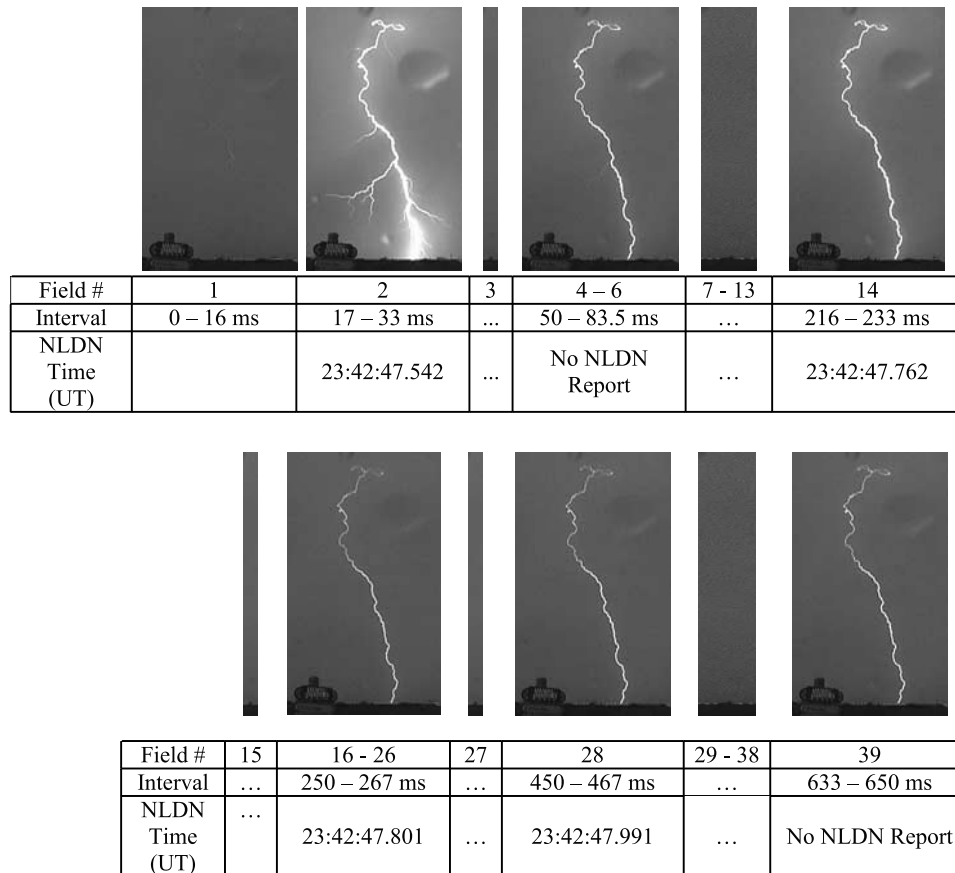 Field # 1 2 3 4 – 6 7 - 13 14
Interval 0 – 16 ms 17 – 33 ms ... 50 – 83.5 ms … 216 – 233 ms
NLDN Time (UT) 23:42:47.542 ... No NLDN Report … 23:42:47.762
Field # 15 16 - 26 27 28 29 - 38 39
Interval … 250 – 267 ms … 450 – 467 ms … 633 – 650 ms
NLDN Time (UT) … 23:42:47.801 … 23:42:47.991 … No NLDN Report